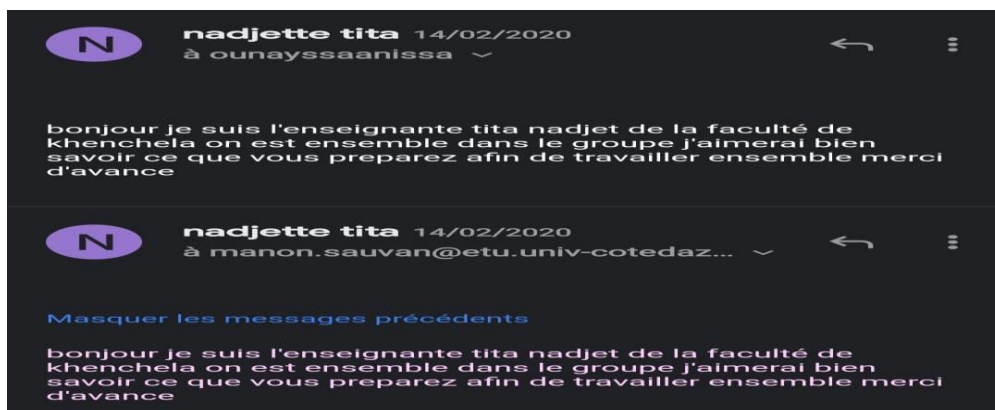 N
nadjette tita 14/02/2020
à ounayssaanissa
bonjour je suis l'enseignante tita nadjet de la faculté de
khenchela on est ensemble dans le groupe j'aimerai bien
savoir ce que vous preparez afin de travailler ensemble merci
d'avance
N
nadjette tita 14/02/2020
à manon.sauvan@etu.univ-cotedaz...
Masquer les messages précédents
bonjour je suis l'enseignante tita nadjet de la faculté de
khenchela on est ensemble dans le groupe j'aimerai bien
savoir ce que vous preparez afin de travailler ensemble merci
d'avance